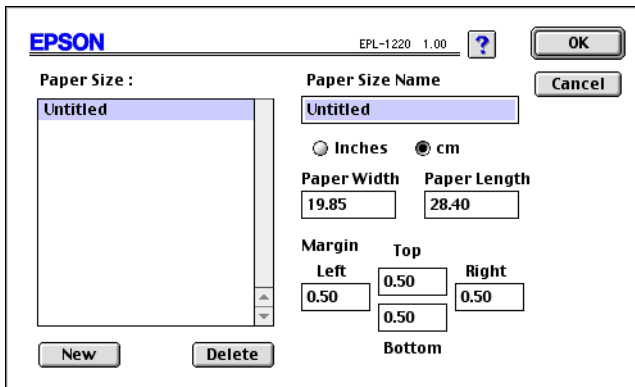 EPSON
EPL-1220 1.00
?
OK
Cancel
Paper Size :
Untitled
New
Delete
Paper Size Name
Untitled
Inches
cm
Paper Width
Paper Length
19.85
28.40
Margin
Top
Left
Right
0.50
0.50
0.50
0.50
Bottom